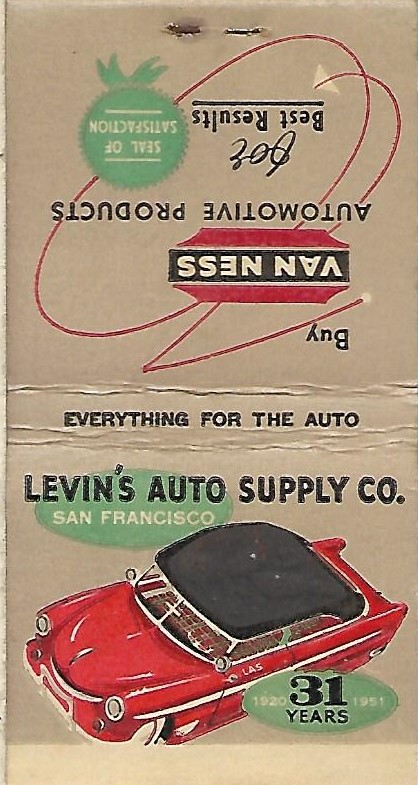 Buy
VAN NESS
AUTOMOTIVE PRODUCTS
for
Best Results
SEAL OF
SATISFACTION
EVERYTHING FOR THE AUTO
LEVIN'S AUTO SUPPLY CO.
SAN FRANCISCO
LAS
1920 31 1951
YEARS